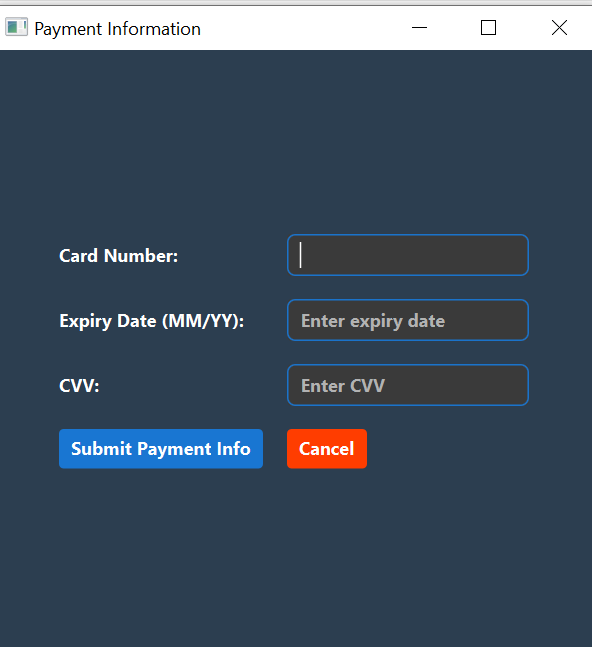 Payment Information
Card Number:
Expiry Date (MM/YY): Enter expiry date
CVV: Enter CVV
Submit Payment Info Cancel